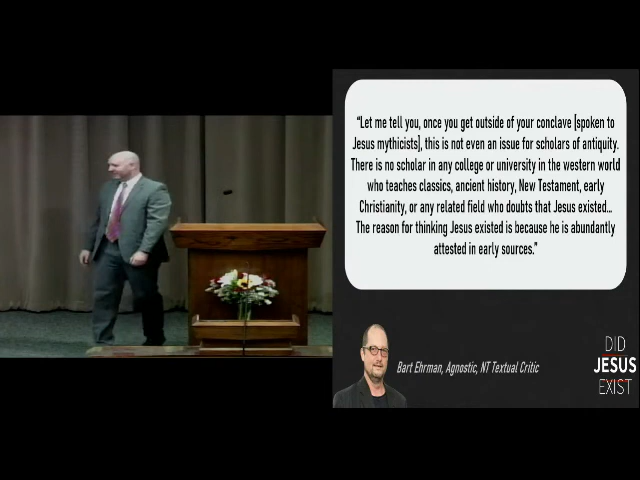 “Let me tell you, once you get outside of your conclave [spoken to
Jesus mythicists], this is not even an issue for scholars of antiquity.
There is no scholar in any college or university in the western world
who teaches classics, ancient history, New Testament, early
Christianity, or any related field who doubts that Jesus existed...
The reason for thinking Jesus existed is because he is abundantly
attested in early sources.”
Bart Ehrman, Agnostic, NT Textual Critic
DID
JESUS
EXIST